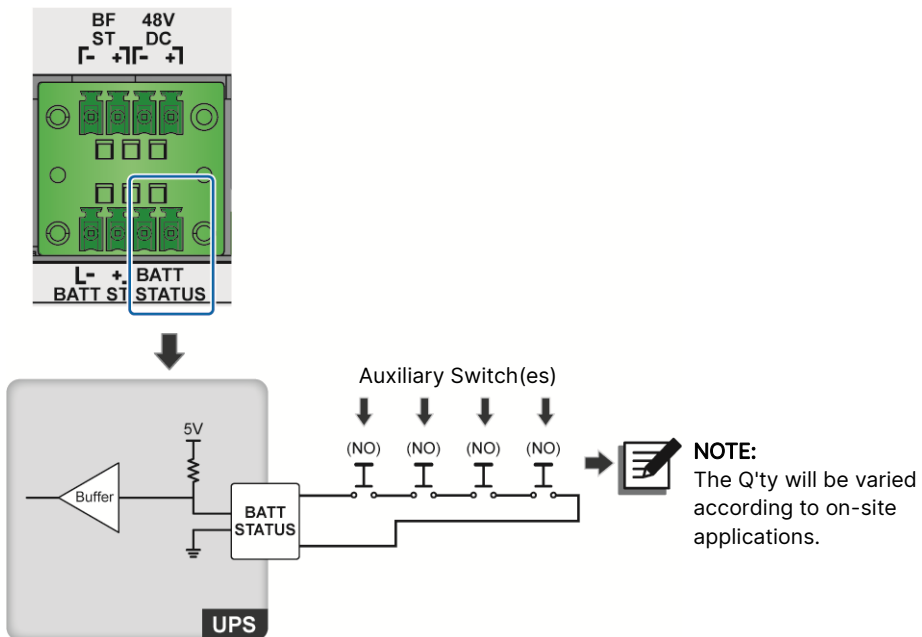 BF 48V
ST DC
- + - +
L- + BATT
BATT ST STATUS
Auxiliary Switch(es)
(NO) (NO) (NO) (NO)
5V
Buffer
BATT
STATUS
UPS
NOTE:
The Q'ty will be varied
according to on-site
applications.